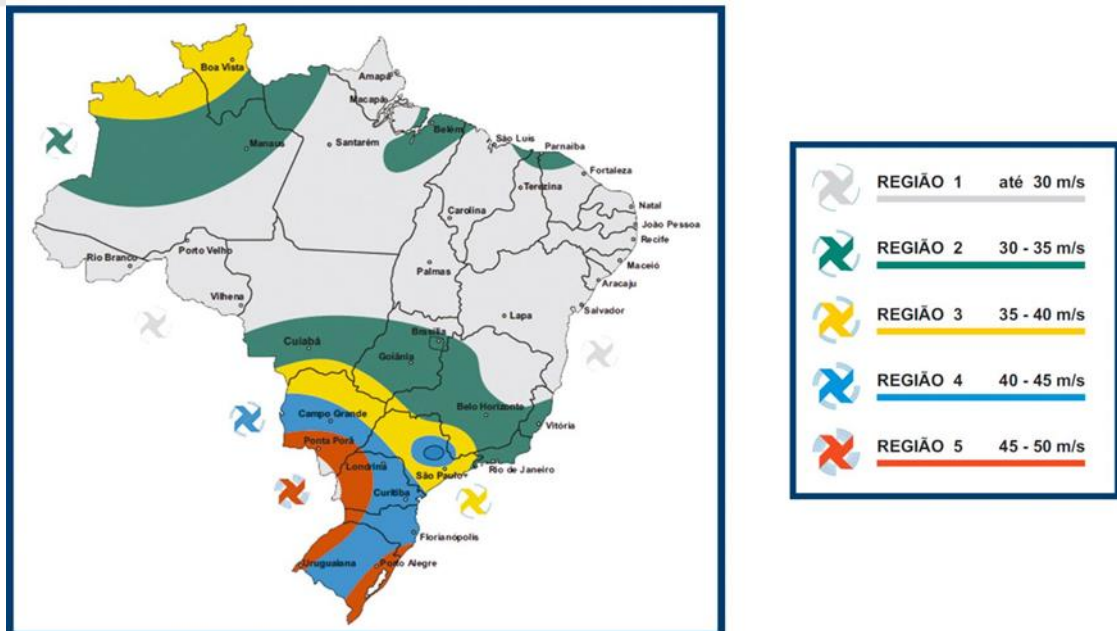 Boa Vista
Amapá
Macapá
Belém
Manaus
Santarém
São Luis
Parnaiba
Fortaleza
Terezina
Natal
Carolina
João Pessoa
Recife
Porto Velho
Rio Branco
Maceió
Palmas
Aracaju
Vilhena
Salvador
Lapa
Brasília
Cuiabá
Goiânia
Belo Horizonte
Campo Grande
Vitória
Ponta Porã
Londrina
São Paulo
Rio de Janeiro
Curitiba
Florianópolis
Uruguaiana
Porto Alegre
REGIÃO 1 até 30 m/s
REGIÃO 2 30 - 35 m/s
REGIÃO 3 35 - 40 m/s
REGIÃO 4 40 - 45 m/s
REGIÃO 5 45 - 50 m/s